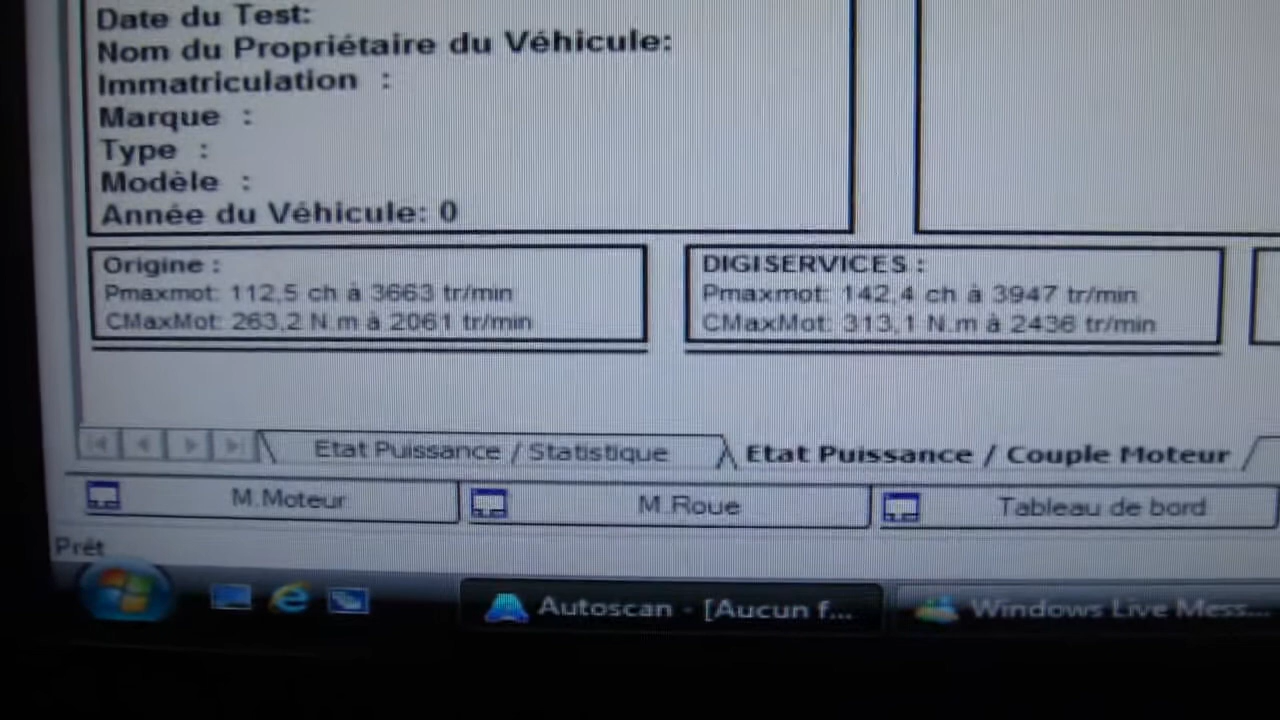 Date du Test:
Nom du Propriétaire du Véhicule:
Immatriculation :
Marque :
Type :
Modèle :
Année du Véhicule: 0
Origine :
Pmaxmot: 112,5 ch à 3663 tr/min
CMaxMot: 263,2 N.m à 2061 tr/min
DIGISERVICES :
Pmaxmot: 142,4 ch à 3947 tr/min
CMaxMot: 313,1 N.m à 2436 tr/min
Etat Puissance / Statistique
Etat Puissance / Couple Moteur
M.Moteur
M.Roue
Tableau de bord
Prêt
Autoscan - [Aucun f...
Windows Live Mess...